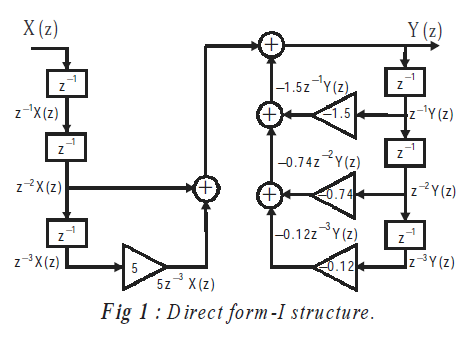 X (z)
Y (z)
+
z⁻¹
z⁻¹
–1.5z⁻¹Y(z)
z⁻¹X(z)
+
–1.5
z⁻¹Y(z)
z⁻¹
z⁻¹
–0.74z⁻²Y(z)
z⁻²X(z)
+
+
–0.74
z⁻²Y(z)
z⁻¹
–0.12z⁻³Y(z)
z⁻¹
z⁻³X(z)
5
–0.12
z⁻³Y(z)
5z⁻³ X(z)
Fig 1 : Direct form-I structure.